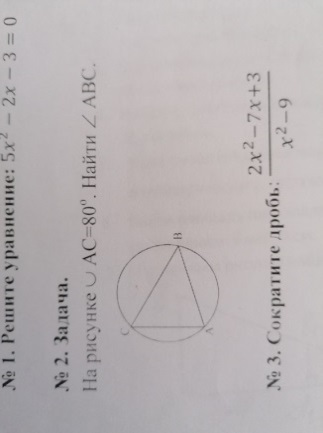 № 1. Решите уравнение: 5x² − 2x − 3 = 0
№ 2. Задача.
На рисунке ∪ AC=80°. Найти ∠ ABC.
C
B
A
№ 3. Сократите дробь: (2x²−7x+3)/(x²−9)